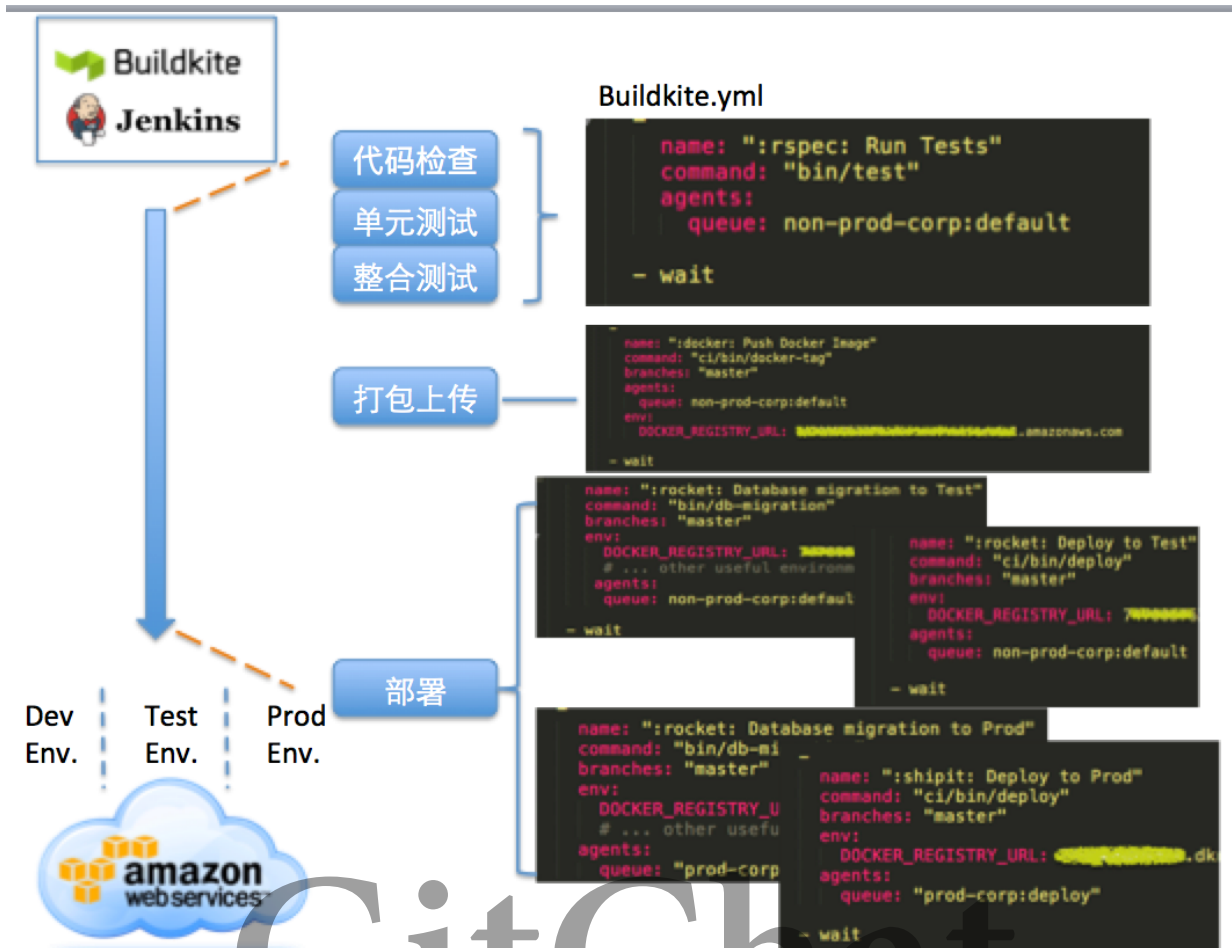 Buildkite
Jenkins
Buildkite.yml
代码检查
单元测试
整合测试
name: ":rspec: Run Tests"
command: "bin/test"
agents:
queue: non-prod-corp:default
- wait
打包上传
name: ":docker: Push Docker Image"
command: "ci/bin/docker-tag"
branches: "master"
agents:
queue: non-prod-corp:default
env:
DOCKER_REGISTRY_URL: .amazonaws.com
- wait
部署
name: ":rocket: Database migration to Test"
command: "bin/db-migration"
branches: "master"
env:
DOCKER_REGISTRY_URL:
# ... other useful environm
agents:
queue: non-prod-corp:defaul
- wait
name: ":rocket: Deploy to Test"
command: "ci/bin/deploy"
branches: "master"
env:
DOCKER_REGISTRY_URL:
agents:
queue: non-prod-corp:default
- wait
name: ":rocket: Database migration to Prod"
command: "bin/db-mi
branches: "master"
env:
DOCKER_REGISTRY_U
# ... other usefu
agents:
queue: "prod-corp
-
name: ":shipit: Deploy to Prod"
command: "ci/bin/deploy"
branches: "master"
env:
DOCKER_REGISTRY_URL: .dk
agents:
queue: "prod-corp:deploy"
- wait
Dev Env.
Test Env.
Prod Env.
amazon
webservices
GitChat